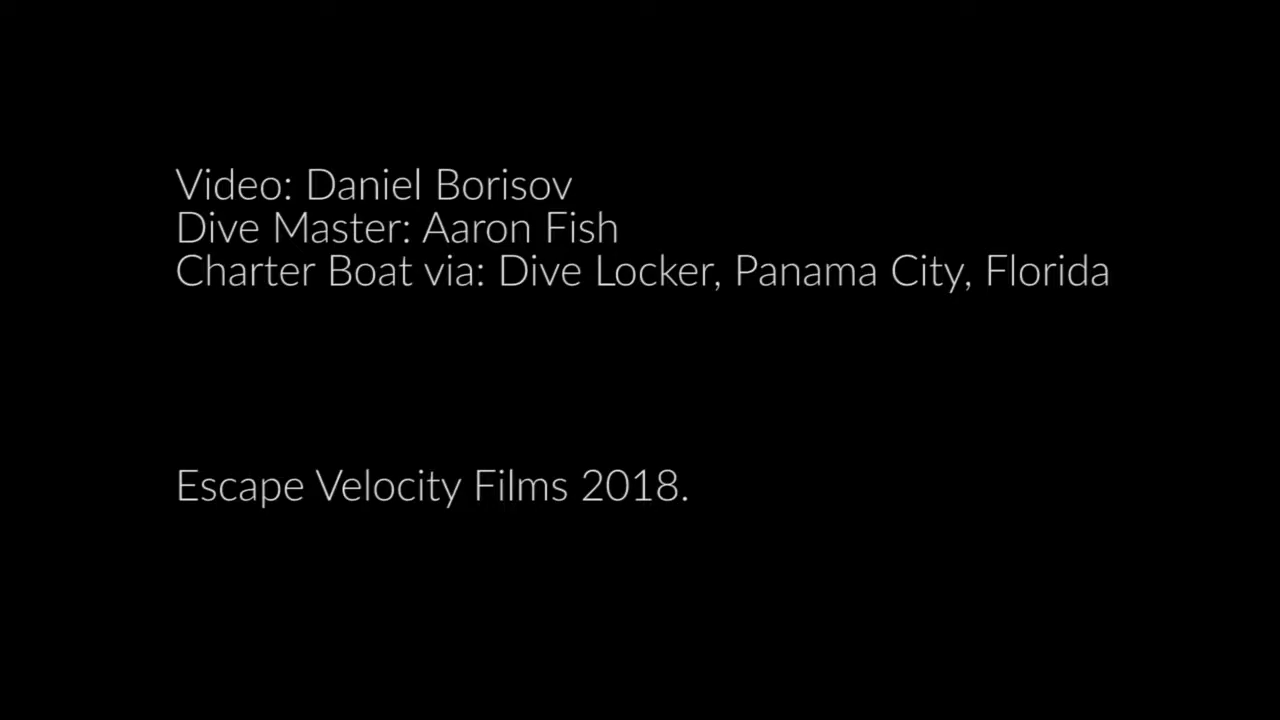 Video: Daniel Borisov
Dive Master: Aaron Fish
Charter Boat via: Dive Locker, Panama City, Florida
Escape Velocity Films 2018.